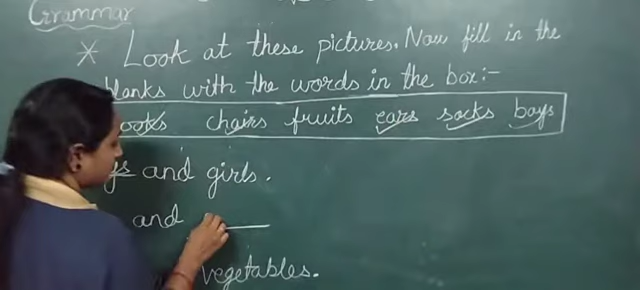 Grammar
* Look at these pictures. Now fill in the
blanks with the words in the box:-
books chairs fruits ears socks boys
and girls.
and
vegetables.